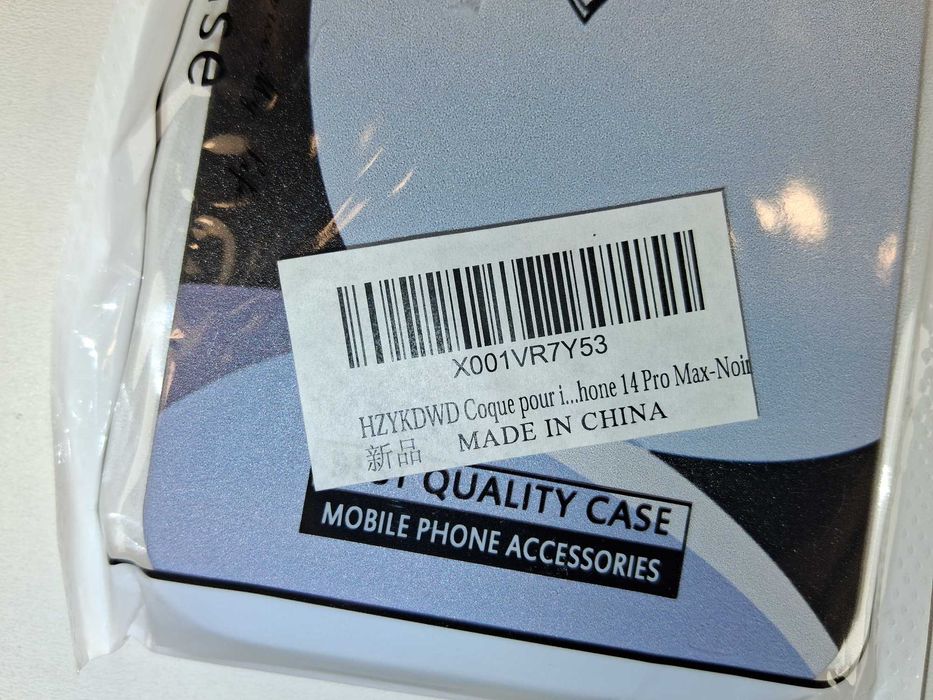 X001VR7Y53
HZYKDWD Coque pour i...hone 14 Pro Max-Noir
新品 MADE IN CHINA
QUALITY CASE
MOBILE PHONE ACCESSORIES